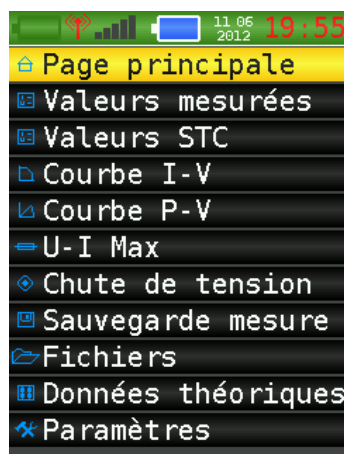 11 06
2012 19:55
Page principale
Valeurs mesurées
Valeurs STC
Courbe I-V
Courbe P-V
U-I Max
Chute de tension
Sauvegarde mesure
Fichiers
Données théoriques
Paramètres